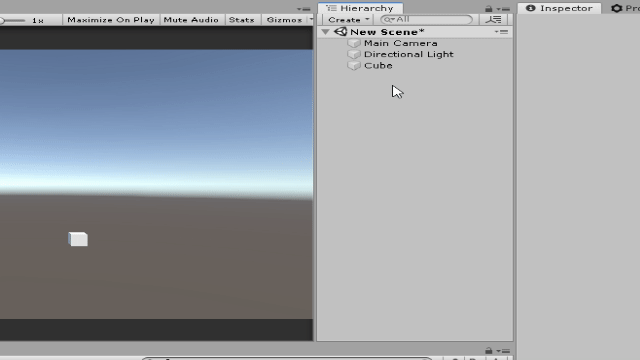 Hierarchy
Inspector
Pro
1x
Maximize On Play
Mute Audio
Stats
Gizmos
Create
All
New Scene*
Main Camera
Directional Light
Cube